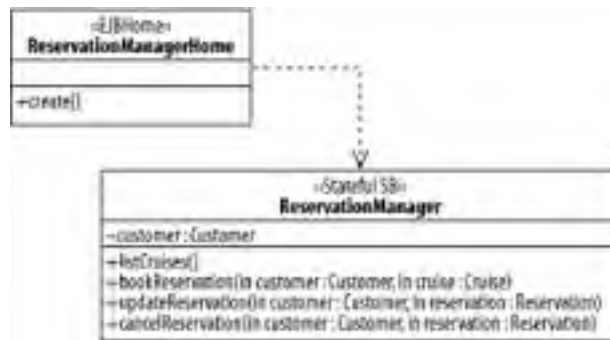 «EJBHome»
ReservationManagerHome
+create()
«Stateful SB»
ReservationManager
-customer : Customer
+listCruises()
+bookReservation(in customer : Customer, in cruise : Cruise)
+updateReservation(in customer : Customer, in reservation : Reservation)
+cancelReservation(in customer : Customer, in reservation : Reservation)